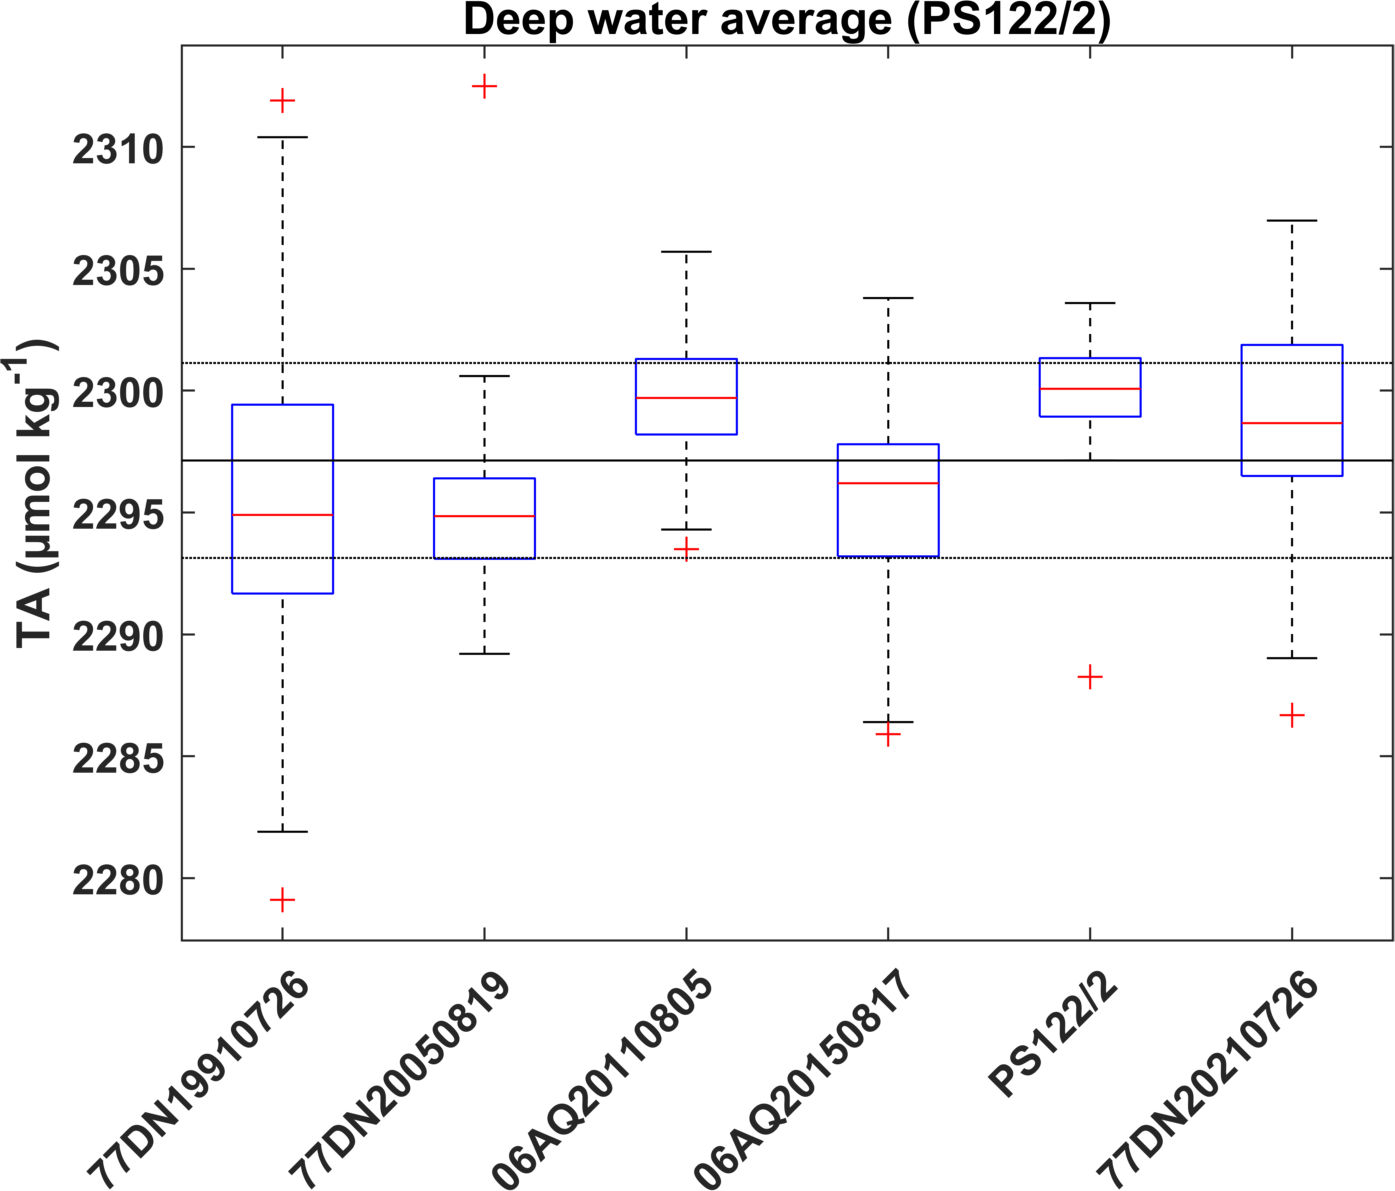 Deep water average (PS122/2)
TA (µmol kg⁻¹)
2310
2305
2300
2295
2290
2285
2280
77DN19910726
77DN20050819
06AQ20110805
06AQ20150817
PS122/2
77DN20210726